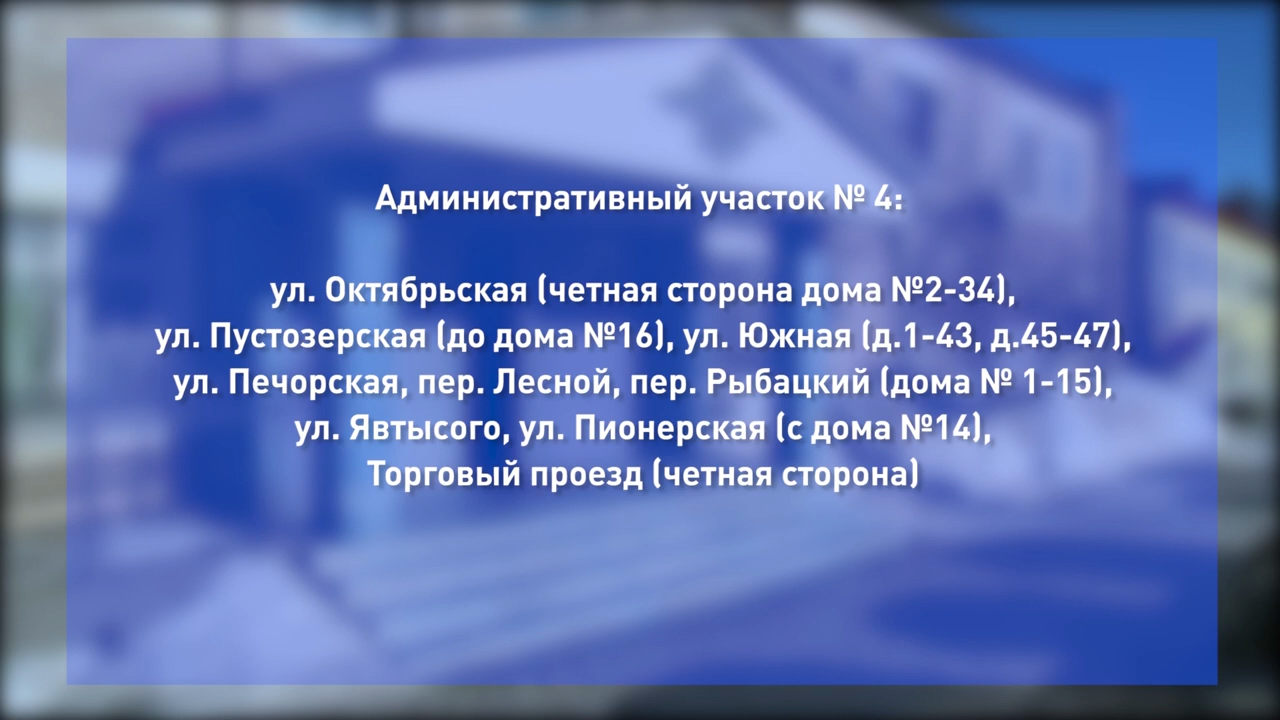 Административный участок № 4:
ул. Октябрьская (четная сторона дома №2-34),
ул. Пустозерская (до дома №16), ул. Южная (д.1-43, д.45-47),
ул. Печорская, пер. Лесной, пер. Рыбацкий (дома № 1-15),
ул. Явтысого, ул. Пионерская (с дома №14),
Торговый проезд (четная сторона)